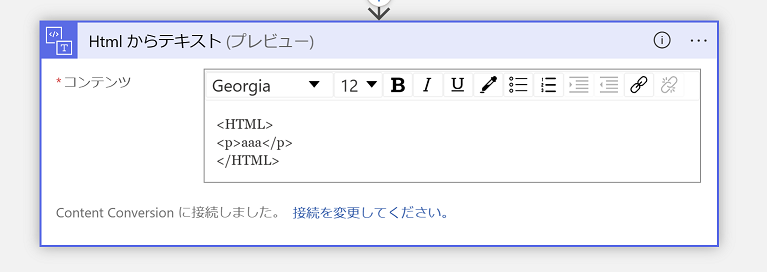 Html からテキスト (プレビュー)
*コンテンツ
Georgia 12 B I U
<HTML>
<p>aaa</p>
</HTML>
Content Conversion に接続しました。 接続を変更してください。